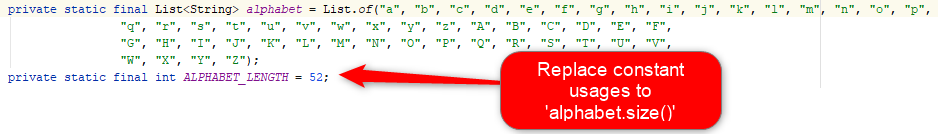 private static final List<String> alphabet = List.of("a", "b", "c", "d", "e", "f", "g", "h", "i", "j", "k", "l", "m", "n", "o", "p",
"q", "r", "s", "t", "u", "v", "w", "x", "y", "z", "A", "B", "C", "D", "E", "F",
"G", "H", "I", "J", "K", "L", "M", "N", "O", "P", "Q", "R", "S", "T", "U", "V",
"W", "X", "Y", "Z");
private static final int ALPHABET_LENGTH = 52;
Replace constant
usages to
'alphabet.size()'